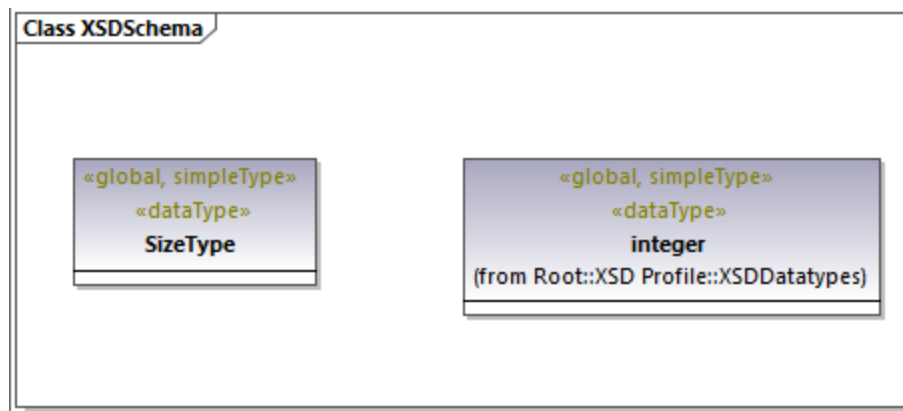 Class XSDSchema
«global, simpleType»
«dataType»
SizeType
«global, simpleType»
«dataType»
integer
(from Root::XSD Profile::XSDDatatypes)